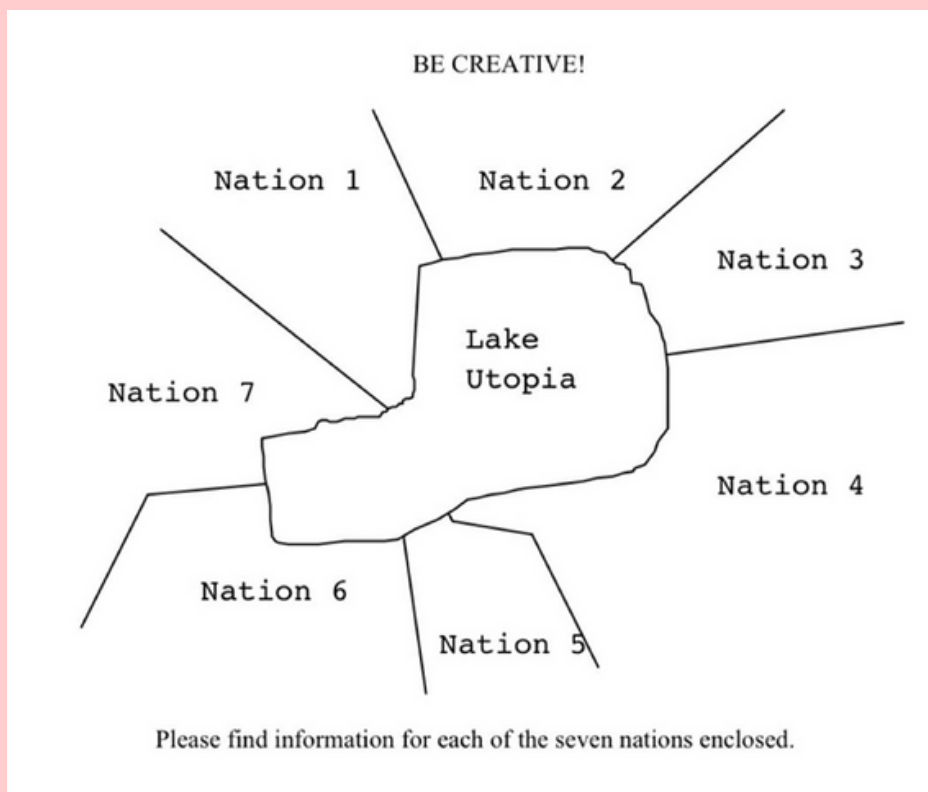 BE CREATIVE!
Nation 1
Nation 2
Nation 3
Lake
Utopia
Nation 7
Nation 4
Nation 6
Nation 5
Please find information for each of the seven nations enclosed.